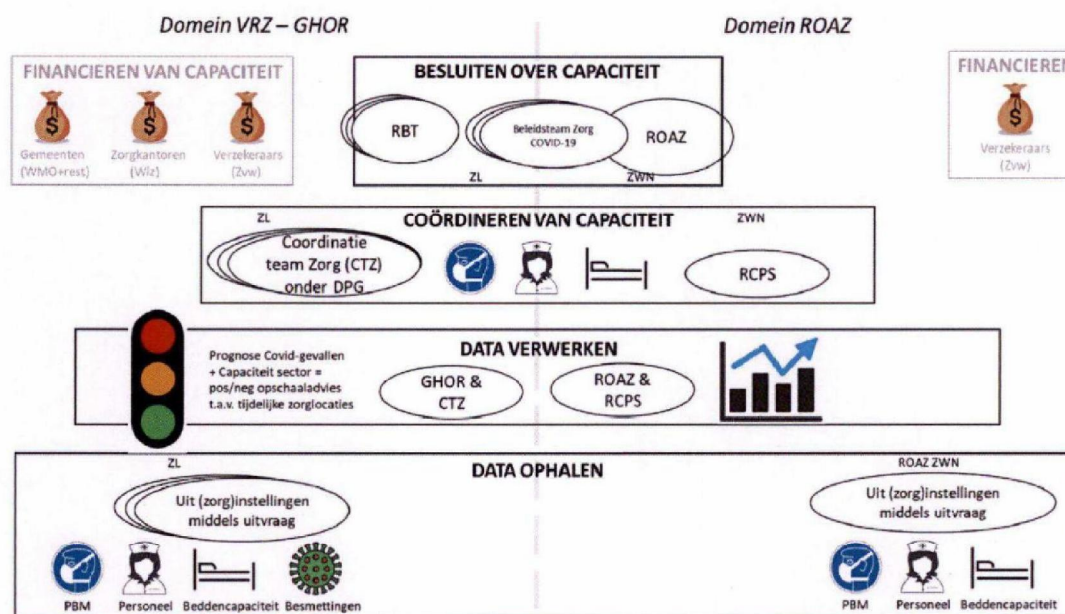 Domein VRZ – GHOR
Domein ROAZ
FINANCIEREN VAN CAPACITEIT
$
$
$
Gemeenten
(WMO+rest)
Zorgkantoren
(Wlz)
Verzekeraars
(Zvw)
BESLUITEN OVER CAPACITEIT
RBT
Beleidsteam Zorg
COVID-19
ROAZ
ZL
ZWN
FINANCIEREN
$
Verzekeraars
(Zvw)
ZL
COÖRDINEREN VAN CAPACITEIT
ZWN
Coordinatie
team Zorg (CTZ)
onder DPG
RCPS
DATA VERWERKEN
Prognose Covid-gevallen
+ Capaciteit sector =
pos/neg opschaaladvies
t.a.v. tijdelijke zorglocaties
GHOR &
CTZ
ROAZ &
RCPS
ZL
DATA OPHALEN
ROAZ ZWN
Uit (zorg)instellingen
middels uitvraag
Uit (zorg)instellingen
middels uitvraag
PBM
Personeel
Beddencapaciteit
Besmettingen
PBM
Personeel
Beddencapaciteit